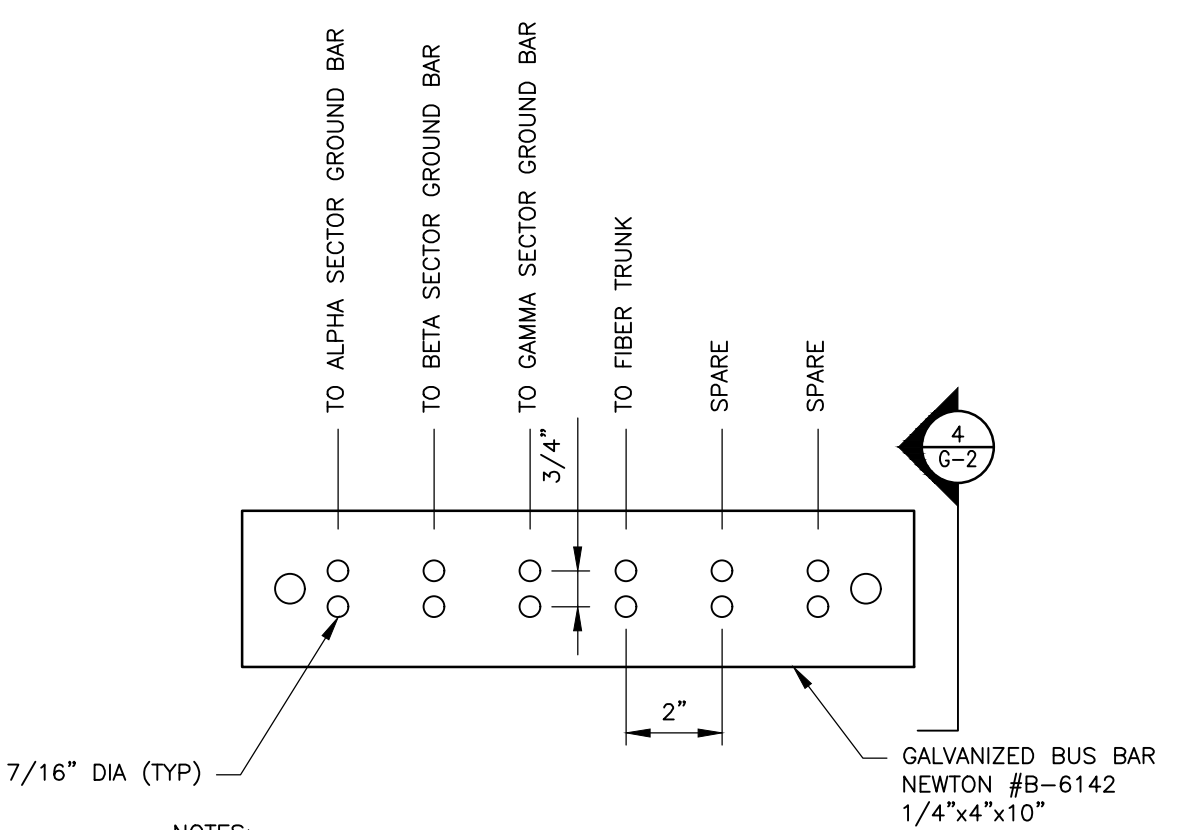 TO ALPHA SECTOR GROUND BAR
TO BETA SECTOR GROUND BAR
TO GAMMA SECTOR GROUND BAR
TO FIBER TRUNK
SPARE
SPARE
3/4”
4
G-2
2”
7/16” DIA (TYP)
GALVANIZED BUS BAR
NEWTON #B-6142
1/4”x4”x10”
NOTES: